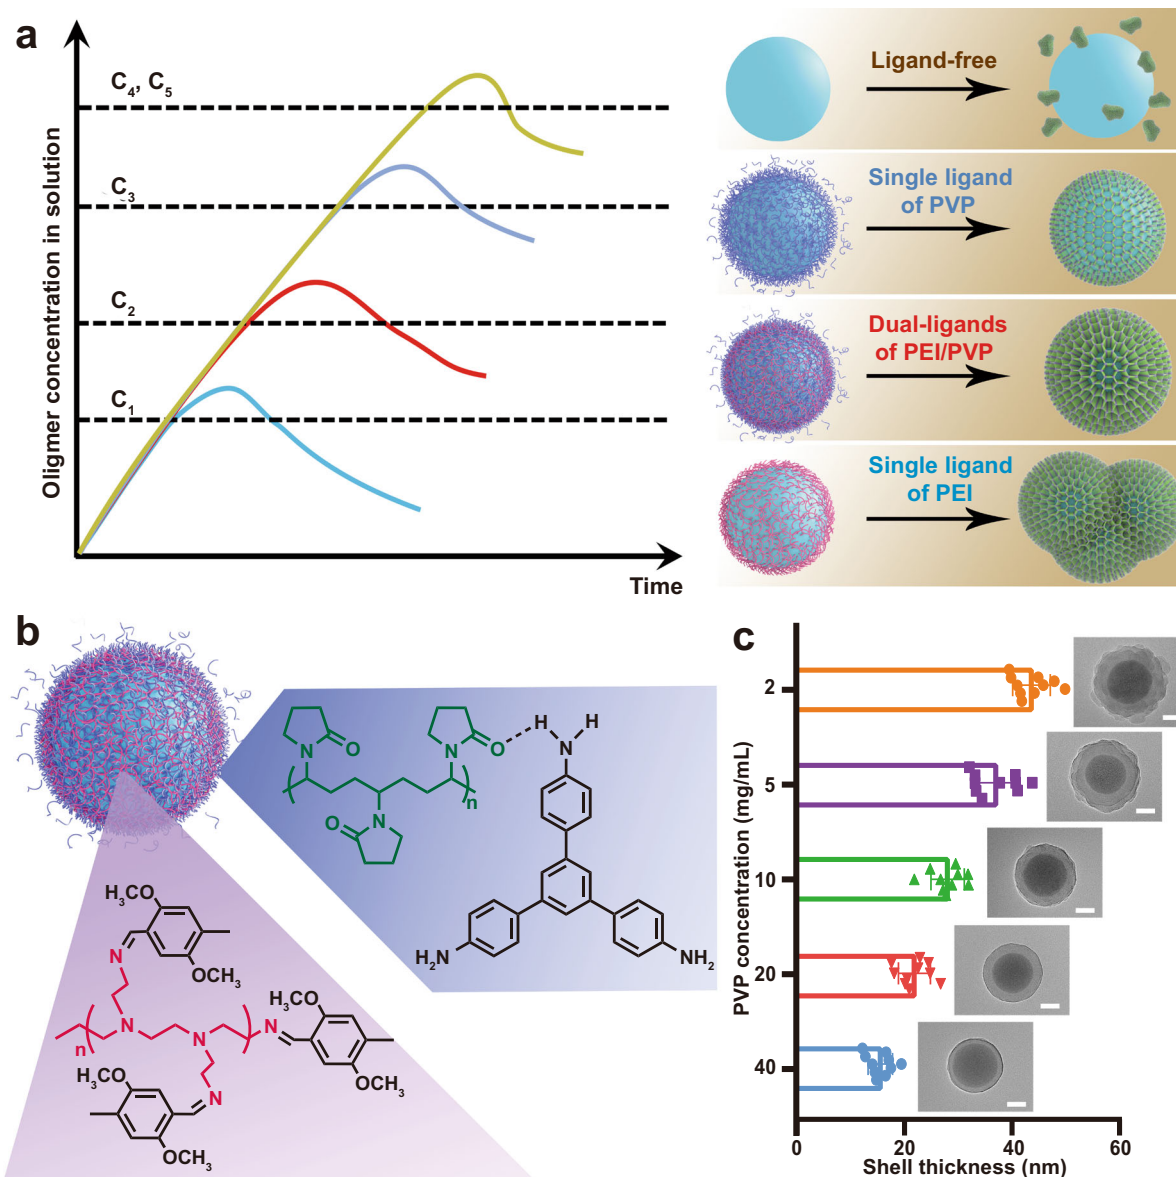 a
Oligmer concentration in solution
C4, C5
C3
C2
C1
Time
Ligand-free
Single ligand
of PVP
Dual-ligands
of PEI/PVP
Single ligand
of PEI
b
N
O
N
O
H
H
N
n
N
O
H2N
NH2
H3CO
N
OCH3
n
N
N
N
H3CO
OCH3
H3CO
N
OCH3
c
PVP concentration (mg/mL)
2
5
10
20
40
0
20
40
60
Shell thickness (nm)